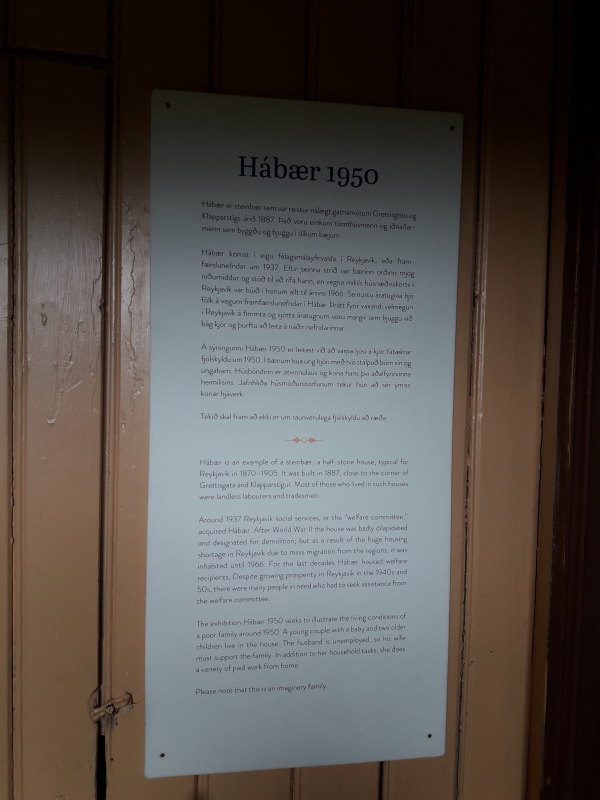 Hábær 1950
Hábær er steinbær sem var reistur nálægt gatnamótum Grettisgötu og
Klapparstígs árið 1887. Það voru einkum tómthúsmenn og iðnaðar-
menn sem byggðu og bjuggu í slíkum bæjum.
Hábær komst í eigu félagsmálayfirvalda í Reykjavík, eða fram-
færslunefndar um 1937. Eftir seinna stríð var bærinn orðinn mjög
niðurníddur og stóð til að rífa hann, en vegna mikils húsnæðisskorts í
Reykjavík var búið í honum allt til ársins 1966. Seinustu áratugina bjó
fólk á vegum framfærslunefndar í Hábæ. Þrátt fyrir vaxandi velmegun
í Reykjavík á fimmta og sjötta áratugnum voru margir sem bjuggu við
bág kjör og þurftu að leita á náðir nefndarinnar.
Á sýningunni Hábær 1950 er leitast við að varpa ljósi á kjör fátækrar
fjölskyldu um 1950. Í bænum búa ung hjón með tvo stálpuð börn sín og
ungabarn. Húsbóndinn er atvinnulaus og kona hans því aðalfyrirvinna
heimilisins. Jafnhliða húsmóðurstörfunum tekur hún að sér ýmis
konar hjáverk.
Tekið skal fram að ekki er um raunverulega fjölskyldu að ræða.
Hábær is an example of a steinbær: a half-stone house, typical for
Reykjavík in 1870-1905. It was built in 1887, close to the corner of
Grettisgata and Klapparstígur. Most of those who lived in such houses
were landless labourers and tradesmen.
Around 1937 Reykjavík social services, or the "welfare committee,"
acquired Hábær. After World War II the house was badly dilapidated
and designated for demolition; but as a result of the huge housing
shortage in Reykjavík due to mass migration from the regions, it was
inhabited until 1966. For the last decades Hábær housed welfare
recipients. Despite growing prosperity in Reykjavík in the 1940s and
50s, there were many people in need who had to seek assistance from
the welfare committee.
The exhibition Hábær 1950 seeks to illustrate the living conditions of
a poor family around 1950. A young couple with a baby and two older
children live in the house. The husband is unemployed, so his wife
must support the family. In addition to her household tasks, she does
a variety of paid work from home.
Please note that this is an imaginary family.